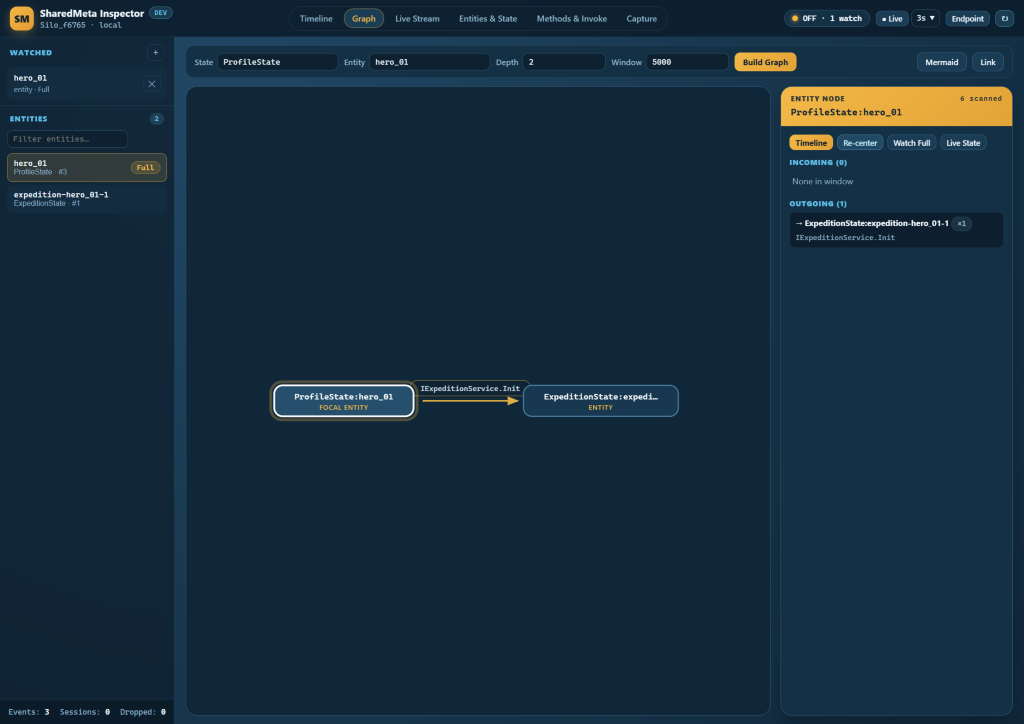 SM SharedMeta Inspector DEV
Silo_f6765 · local
Timeline Graph Live Stream Entities & State Methods & Invoke Capture
OFF · 1 watch Live 3s ▼ Endpoint ↻
WATCHED +
hero_01
entity · Full
ENTITIES 2
Filter entities…
hero_01
ProfileState · #3
Full
expedition-hero_01-1
ExpeditionState · #1
Events: 3 Sessions: 0 Dropped: 0
State ProfileState Entity hero_01 Depth 2 Window 5000 Build Graph Mermaid Link
ProfileState:hero_01
FOCAL ENTITY
IExpeditionService.Init
ExpeditionState:expedi…
ENTITY
ENTITY NODE 6 scanned
ProfileState:hero_01
Timeline Re-center Watch Full Live State
INCOMING (0)
None in window
OUTGOING (1)
→ ExpeditionState:expedition-hero_01-1 ×1
IExpeditionService.Init